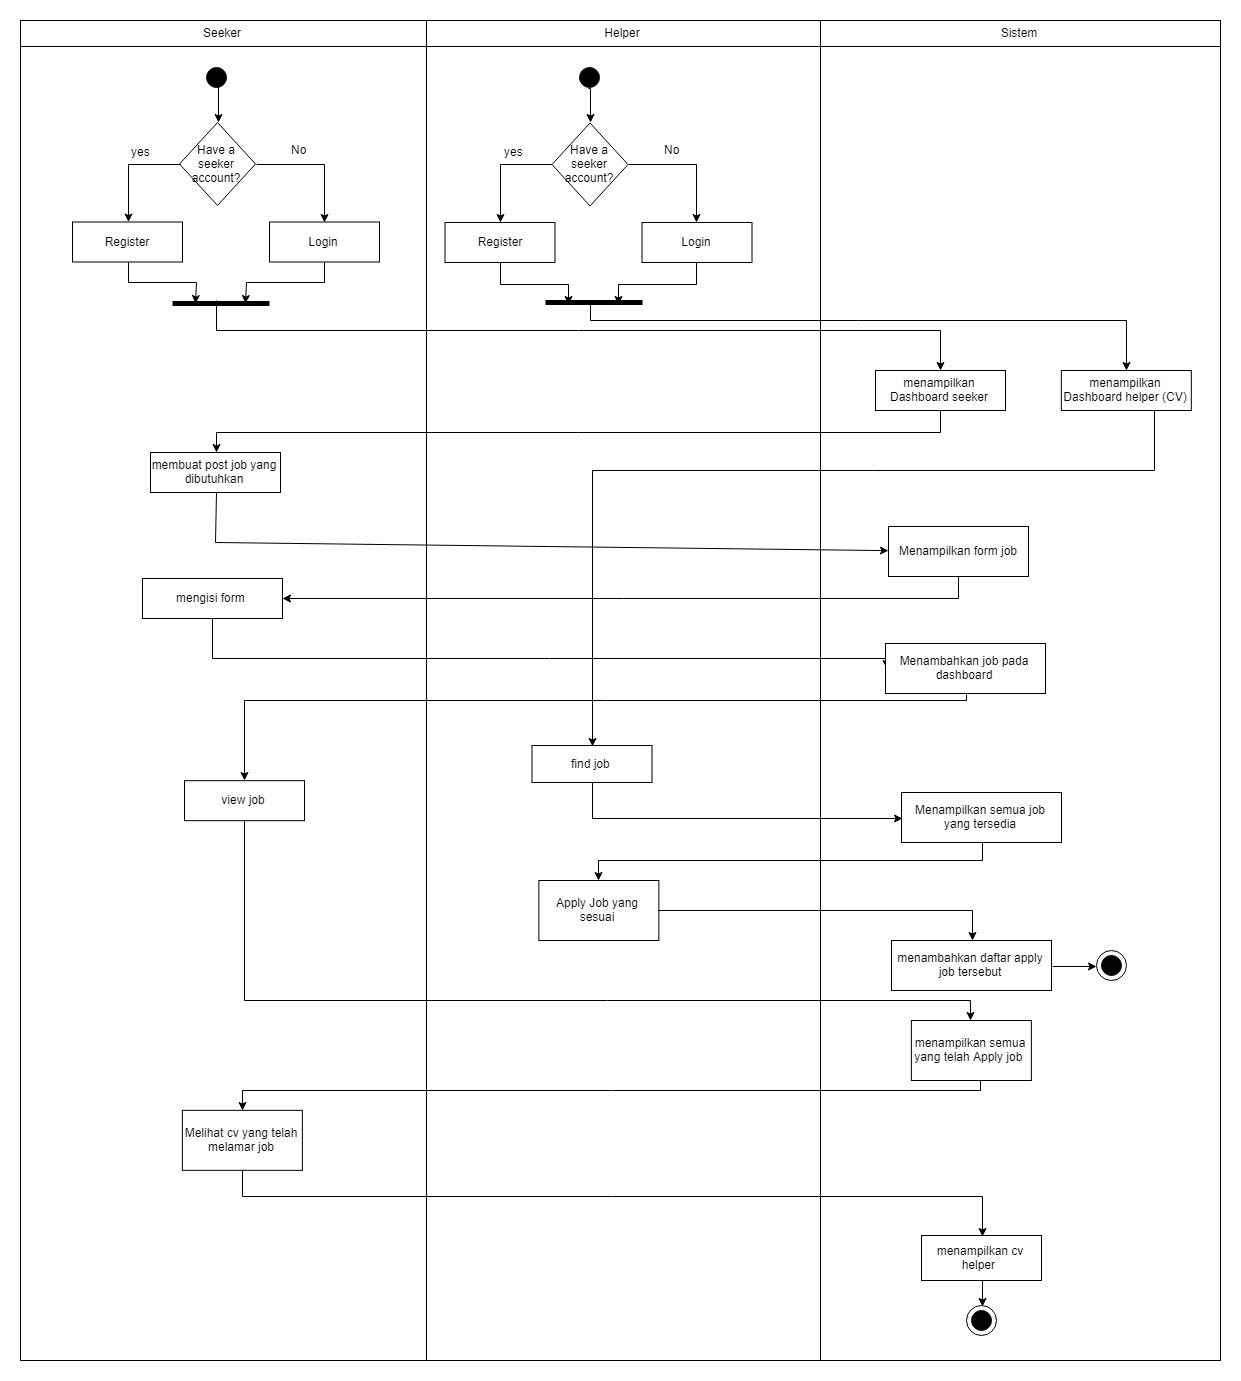 Seeker
Helper
Sistem
Have a
seeker
account?
yes
No
Register
Login
Have a
seeker
account?
yes
No
Register
Login
menampilkan
Dashboard seeker
menampilkan
Dashboard helper (CV)
membuat post job yang
dibutuhkan
Menampilkan form job
mengisi form
Menambahkan job pada
dashboard
find job
view job
Menampilkan semua job
yang tersedia
Apply Job yang
sesuai
menambahkan daftar apply
job tersebut
menampilkan semua
yang telah Apply job
Melihat cv yang telah
melamar job
menampilkan cv
helper